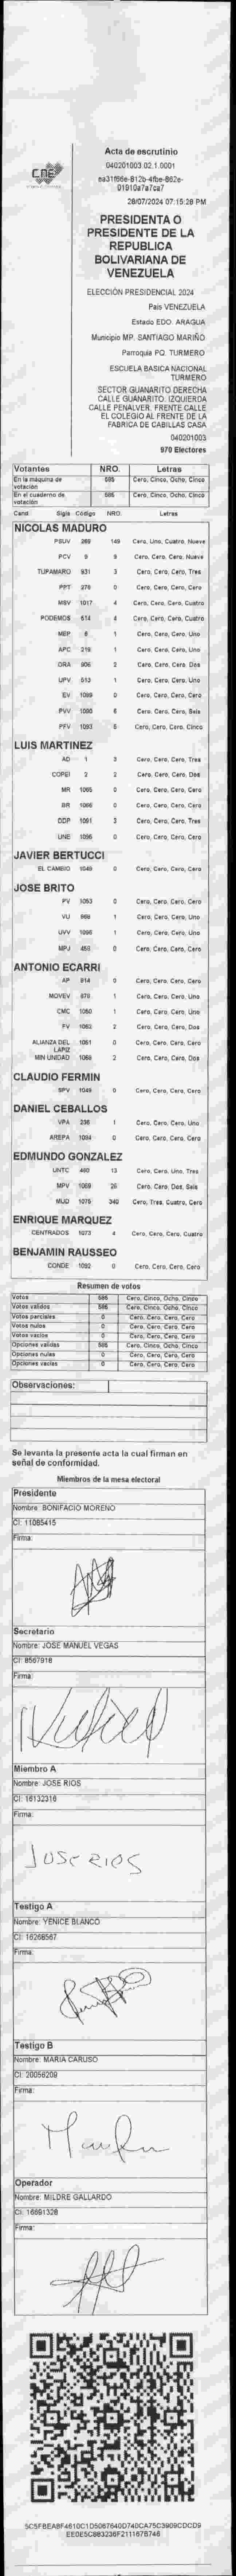 CNE
Acta de escrutinio
040201003.02.1.0001
28/07/2024 07:15:28 PM
PRESIDENTA O
PRESIDENTE DE LA
REPUBLICA
BOLIVARIANA DE
VENEZUELA
ELECCIÓN PRESIDENCIAL 2024
País VENEZUELA
Estado EDO. ARAGUA
Municipio MP. SANTIAGO MARIÑO
Parroquia PQ. TURMERO
ESCUELA BASICA NACIONAL
TURMERO
SECTOR GUANARITO DERECHA
CALLE GUANARITO. IZQUIERDA
CALLE PEÑALVER. FRENTE CALLE
EL COLEGIO AL FRENTE DE LA
FABRICA DE CABILLAS CASA
040201003
970 Electores
Votantes NRO. Letras
En la máquina de votación 585 Cero, Cinco, Ocho, Cinco
En el cuaderno de votación 585 Cero, Cinco, Ocho, Cinco
Cand Sigla Código NRO. Letras
NICOLAS MADURO
PSUV 269 149 Cero, Uno, Cuatro, Nueve
PCV 9 9 Cero, Cero, Cero, Nueve
TUPAMARO 931 3 Cero, Cero, Cero, Tres
PPT 270 0 Cero, Cero, Cero, Cero
MSV 1017 4 Cero, Cero, Cero, Cuatro
PODEMOS 514 4 Cero, Cero, Cero, Cuatro
MEP 8 1 Cero, Cero, Cero, Uno
APC 219 1 Cero, Cero, Cero, Uno
ORA 906 2 Cero, Cero, Cero, Dos
UPV 513 1 Cero, Cero, Cero, Uno
EV 1089 0 Cero, Cero, Cero, Cero
PVV 1090 6 Cero, Cero, Cero, Seis
PFV 1093 5 Cero, Cero, Cero, Cinco
LUIS MARTINEZ
AD 1 3 Cero, Cero, Cero, Tres
COPEI 2 2 Cero, Cero, Cero, Dos
MR 1065 0 Cero, Cero, Cero, Cero
BR 1066 0 Cero, Cero, Cero, Cero
DDP 1091 3 Cero, Cero, Cero, Tres
UNE 1095 0 Cero, Cero, Cero, Cero
JAVIER BERTUCCI
EL CAMBIO 1048 0 Cero, Cero, Cero, Cero
JOSE BRITO
PV 1053 0 Cero, Cero, Cero, Cero
VU 968 1 Cero, Cero, Cero, Uno
UVV 1096 1 Cero, Cero, Cero, Uno
MPJ 458 0 Cero, Cero, Cero, Cero
ANTONIO ECARRI
AP 814 0 Cero, Cero, Cero, Cero
MOVEV 879 1 Cero, Cero, Cero, Uno
CMC 1050 1 Cero, Cero, Cero, Uno
FV 1052 2 Cero, Cero, Cero, Dos
ALIANZA DEL LAPIZ 1051 0 Cero, Cero, Cero, Cero
MIN UNIDAD 1068 2 Cero, Cero, Cero, Dos
CLAUDIO FERMIN
SPV 1049 0 Cero, Cero, Cero, Cero
DANIEL CEBALLOS
VPA 236 1 Cero, Cero, Cero, Uno
AREPA 1094 0 Cero, Cero, Cero, Cero
EDMUNDO GONZALEZ
UNTC 400 13 Cero, Cero, Uno, Tres
MPV 1069 26 Cero, Cero, Dos, Seis
MUD 1075 340 Cero, Tres, Cuatro, Cero
ENRIQUE MARQUEZ
CENTRADOS 1073 4 Cero, Cero, Cero, Cuatro
BENJAMIN RAUSSEO
CONDE 1092 0 Cero, Cero, Cero, Cero
Resumen de votos
Votos 585 Cero, Cinco, Ocho, Cinco
Votos válidos 585 Cero, Cinco, Ocho, Cinco
Votos parciales 0 Cero, Cero, Cero, Cero
Votos nulos 0 Cero, Cero, Cero, Cero
Votos vacíos 0 Cero, Cero, Cero, Cero
Opciones válidas 585 Cero, Cinco, Ocho, Cinco
Opciones nulas 0 Cero, Cero, Cero, Cero
Opciones vacías 0 Cero, Cero, Cero, Cero
Observaciones:
Se levanta la presente acta la cual firman en
señal de conformidad.
Miembros de la mesa electoral
Presidente
Nombre: BONIFACIO MORENO
CI: 11085415
Firma:
Secretario
Nombre: JOSE MANUEL VEGAS
CI: 8567918
Firma:
Miembro A
Nombre: JOSE RIOS
CI: 16132316
Firma:
JOSE RIOS
Testigo A
Nombre: YENICE BLANCO
CI: 16266567
Firma:
Testigo B
Nombre: MARIA CARUSO
CI: 20056209
Firma:
Operador
Nombre: MILDRE GALLARDO
CI: 16691328
Firma: